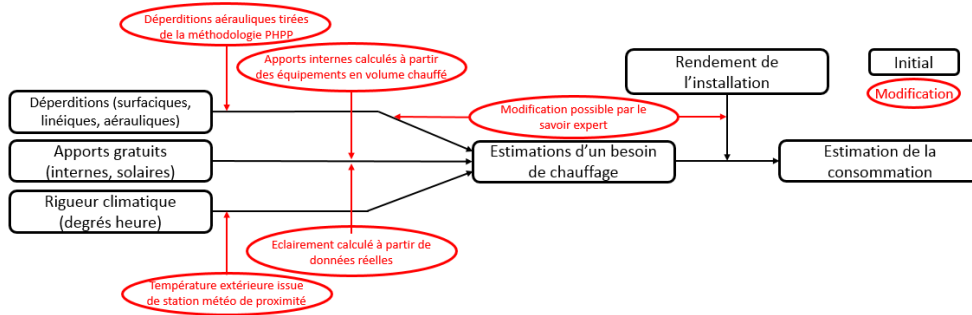 Déperditions aérauliques tirées
de la méthodologie PHPP
Apports internes calculés à partir
des équipements en volume chauffé
Rendement de
l'installation
Initial
Modification
Déperditions (surfaciques,
linéiques, aérauliques)
Modification possible par le
savoir expert
Apports gratuits
(internes, solaires)
Estimations d'un besoin
de chauffage
Estimation de la
consommation
Rigueur climatique
(degrés heure)
Eclairement calculé à partir de
données réelles
Température extérieure issue
de station météo de proximité